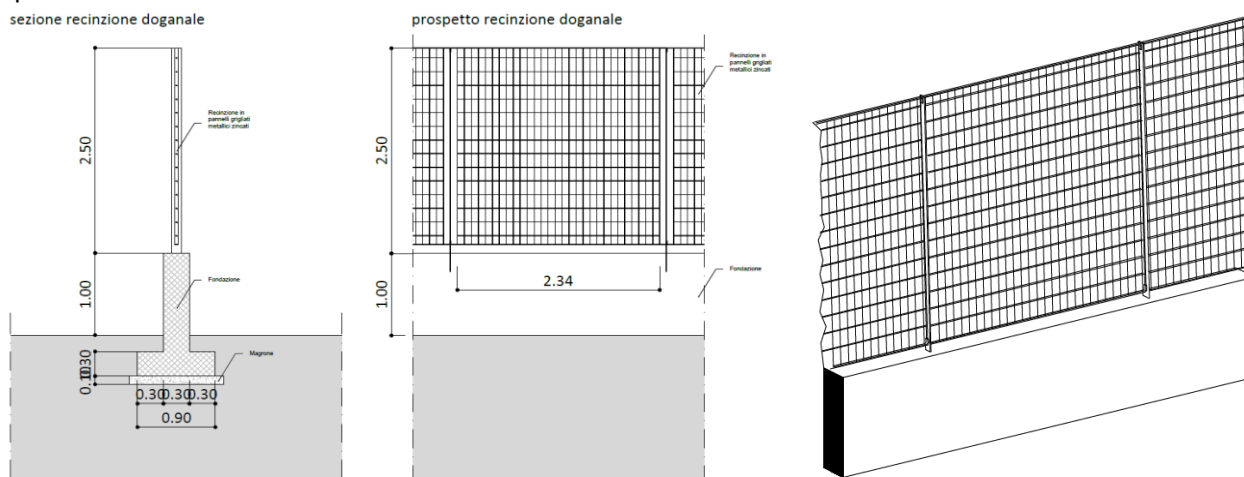 sezione recinzione doganale
prospetto recinzione doganale
Recinzione in
pannelli grigliati
metallici zincati
2.50
Fondazione
1.00
Magrone
0.30
0.10
0.30
0.30
0.30
0.90
Recinzione in
pannelli grigliati
metallici zincati
2.50
2.34
Fondazione
1.00